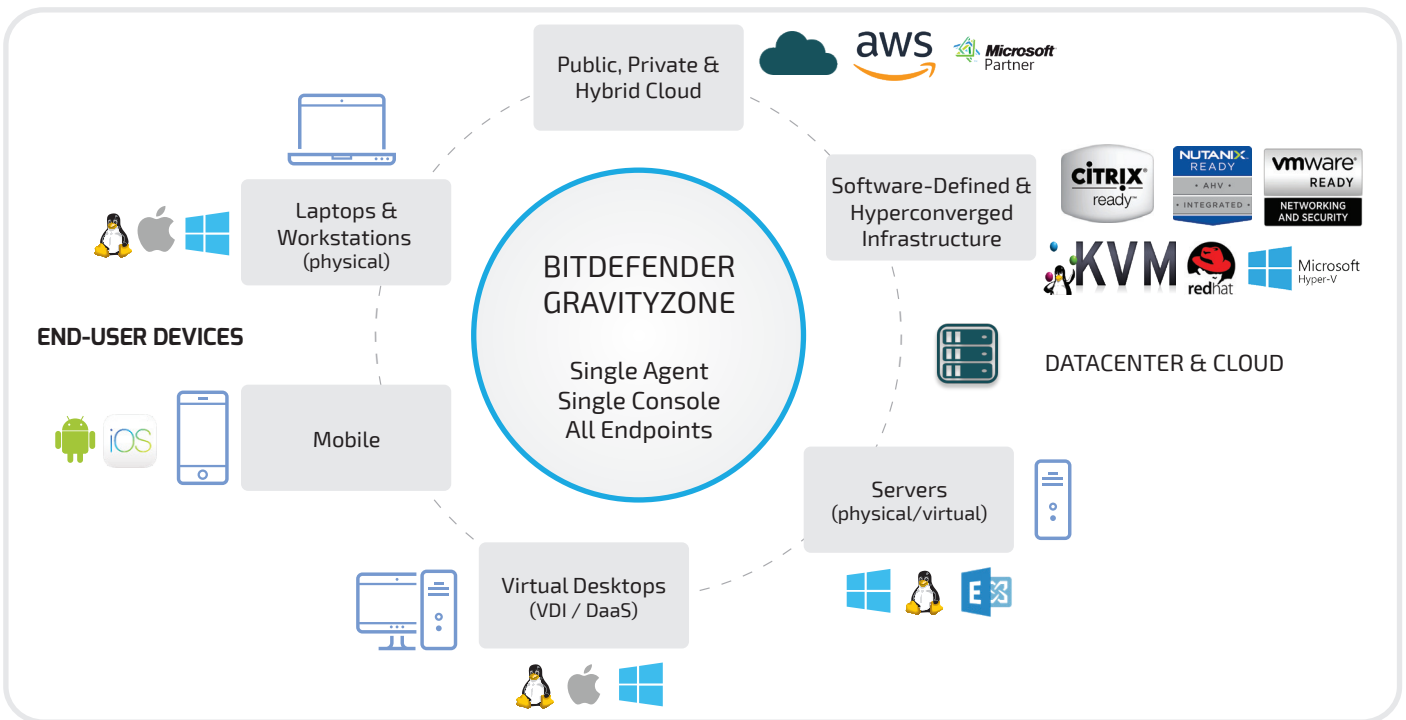 Public, Private &
Hybrid Cloud
aws
Microsoft
Partner
Laptops &
Workstations
(physical)
Software-Defined &
Hyperconverged
Infrastructure
CiTRIX®
ready™
NUTANIX
READY
• AHV •
• INTEGRATED •
vmware®
READY
NETWORKING
AND SECURITY
KVM
redhat
Microsoft
Hyper-V
BITDEFENDER
GRAVITYZONE
Single Agent
Single Console
All Endpoints
END-USER DEVICES
DATACENTER & CLOUD
iOS
Mobile
Servers
(physical/virtual)
E
Virtual Desktops
(VDI / DaaS)